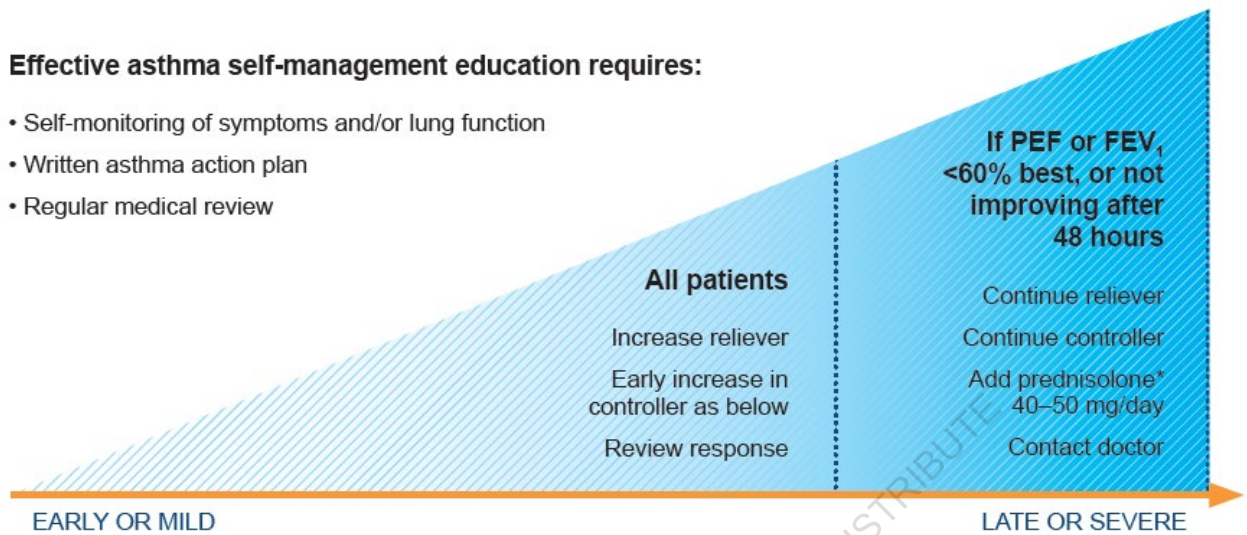 Effective asthma self-management education requires:
• Self-monitoring of symptoms and/or lung function
• Written asthma action plan
• Regular medical review
All patients
Increase reliever
Early increase in
controller as below
Review response
If PEF or FEV₁
<60% best, or not
improving after
48 hours
Continue reliever
Continue controller
Add prednisolone*
40–50 mg/day
Contact doctor
EARLY OR MILD
LATE OR SEVERE